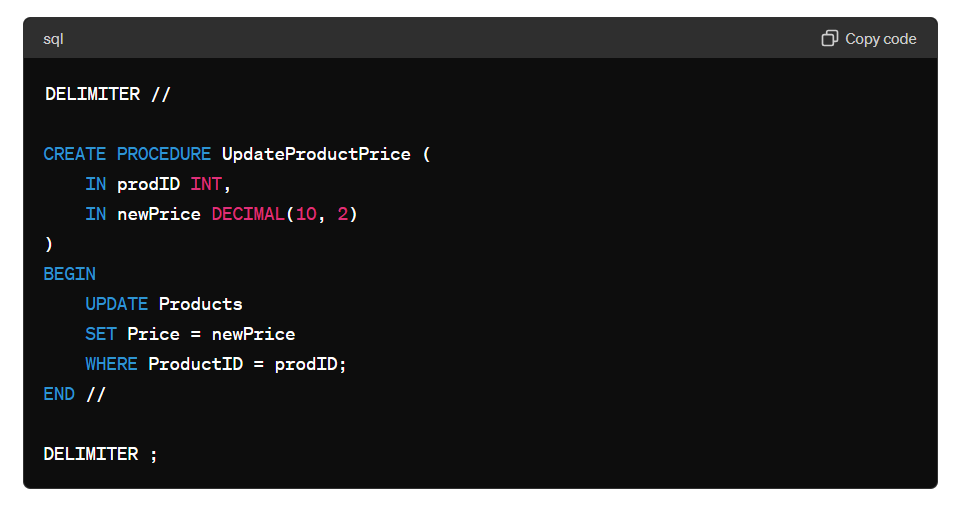 sql
Copy code
DELIMITER //
CREATE PROCEDURE UpdateProductPrice (
    IN prodID INT,
    IN newPrice DECIMAL(10, 2)
)
BEGIN
    UPDATE Products
    SET Price = newPrice
    WHERE ProductID = prodID;
END //
DELIMITER ;